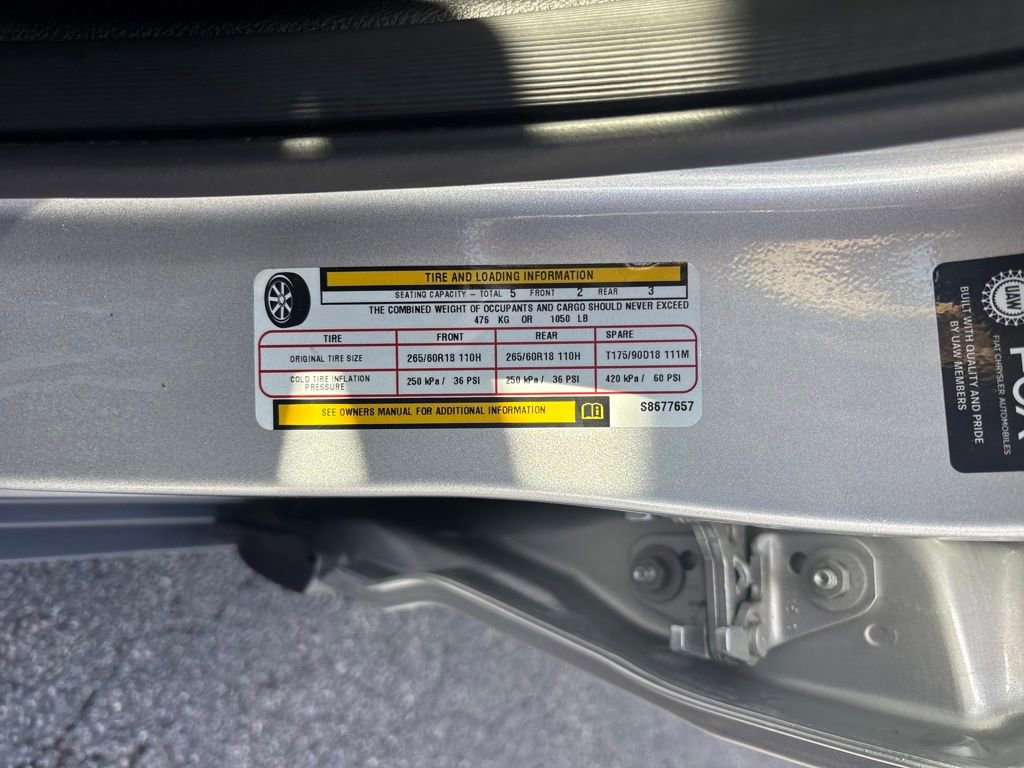 TIRE AND LOADING INFORMATION
SEATING CAPACITY – TOTAL 5 FRONT 2 REAR 3
THE COMBINED WEIGHT OF OCCUPANTS AND CARGO SHOULD NEVER EXCEED
476 KG OR 1050 LB
TIRE FRONT REAR SPARE
ORIGINAL TIRE SIZE 265/60R18 110H 265/60R18 110H T175/90D18 111M
COLD TIRE INFLATION PRESSURE 250 kPa / 36 PSI 250 kPa / 36 PSI 420 kPa / 60 PSI
SEE OWNERS MANUAL FOR ADDITIONAL INFORMATION
S8677657
UAW
FIAT CHRYSLER AUTOMOBILES
BUILT WITH QUALITY AND PRIDE
BY UAW MEMBERS